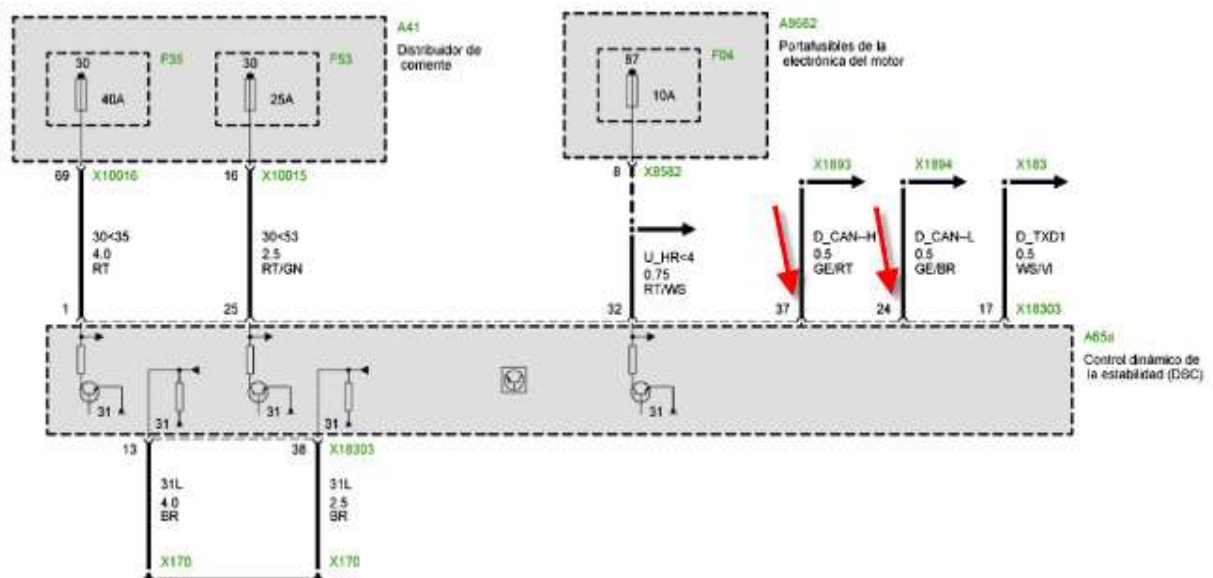 A41
Distribuidor de
corriente
30
F35
40A
30
F53
25A
A8682
Portafusibles de la
electrónica del motor
87
F04
10A
69 X10016
16 X10015
8 X8582
X1893
X1894
X183
30<35
4.0
RT
30<53
2.5
RT/GN
U_HR<4
0.75
RT/WS
D_CAN--H
0.5
GE/RT
D_CAN--L
0.5
GE/BR
D_TXD1
0.5
WS/VI
1
25
32
37
24
17 X18303
A65a
Control dinámico de
la estabilidad (DSC)
31
31
31
31
31
13
38 X18303
31L
4.0
BR
31L
2.5
BR
X170
X170